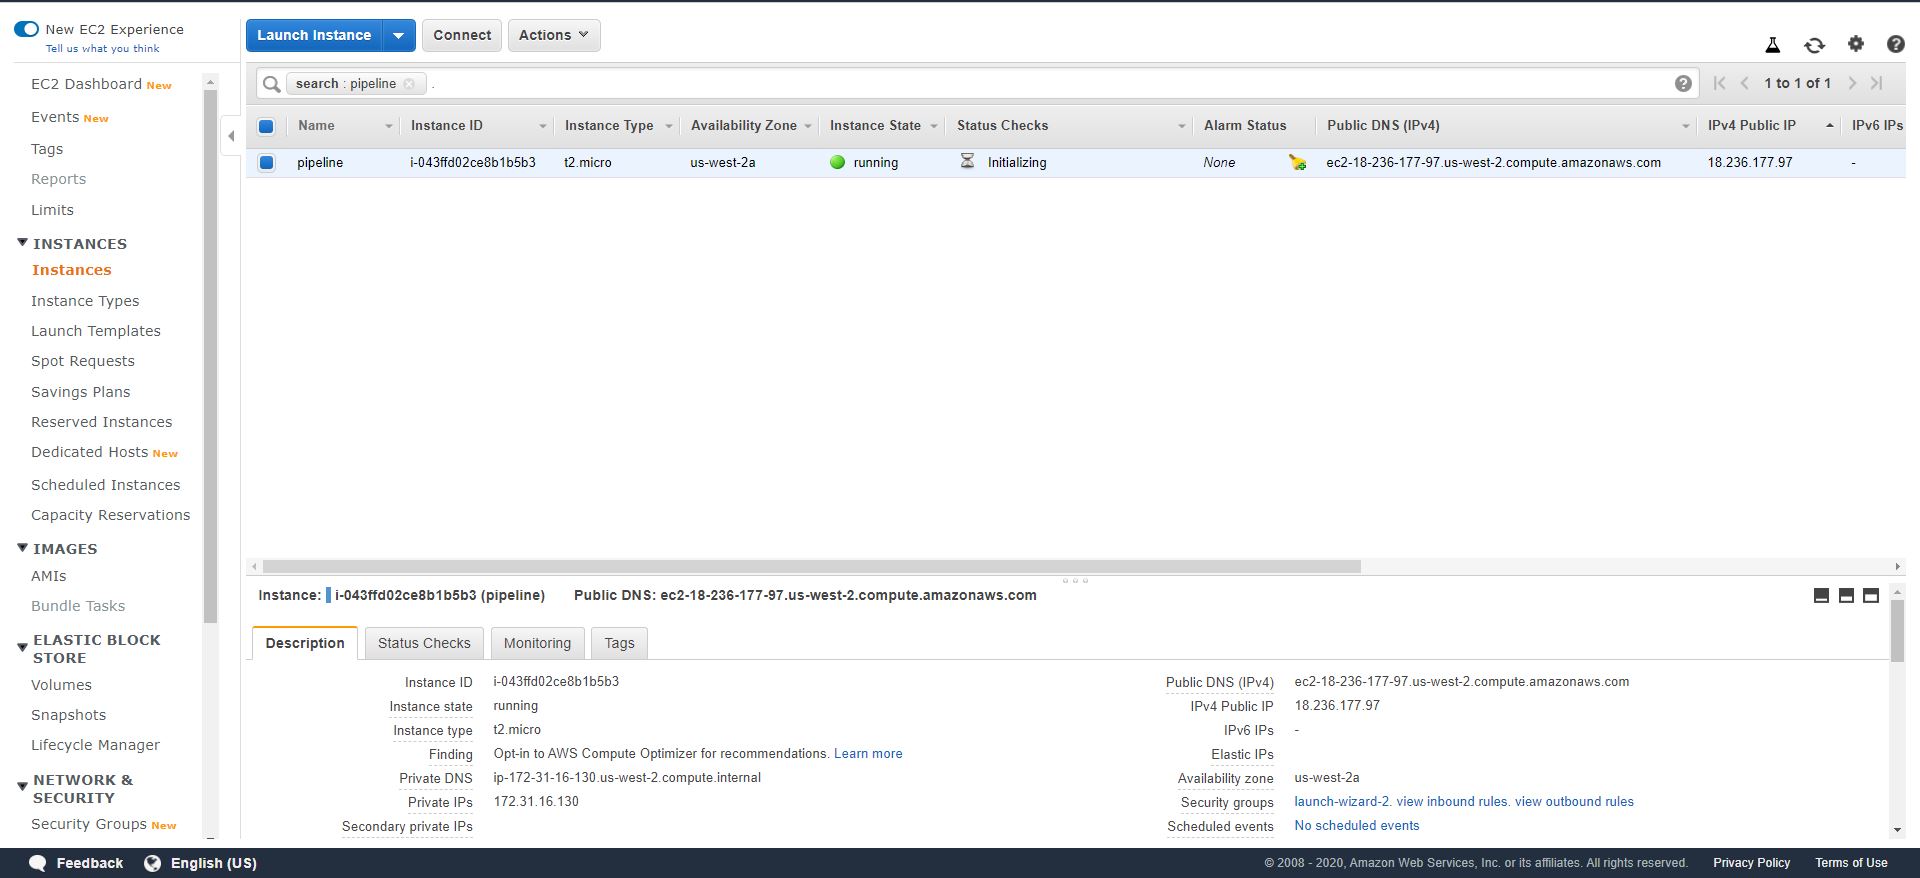 New EC2 Experience
Tell us what you think
EC2 Dashboard New
Events New
Tags
Reports
Limits
INSTANCES
Instances
Instance Types
Launch Templates
Spot Requests
Savings Plans
Reserved Instances
Dedicated Hosts New
Scheduled Instances
Capacity Reservations
IMAGES
AMIs
Bundle Tasks
ELASTIC BLOCK
STORE
Volumes
Snapshots
Lifecycle Manager
NETWORK &
SECURITY
Security Groups New
Launch Instance Connect Actions
search : pipeline . 1 to 1 of 1
Name Instance ID Instance Type Availability Zone Instance State Status Checks Alarm Status Public DNS (IPv4) IPv4 Public IP IPv6 IPs
pipeline i-043ffd02ce8b1b5b3 t2.micro us-west-2a running Initializing None ec2-18-236-177-97.us-west-2.compute.amazonaws.com 18.236.177.97 -
Instance: i-043ffd02ce8b1b5b3 (pipeline) Public DNS: ec2-18-236-177-97.us-west-2.compute.amazonaws.com
Description Status Checks Monitoring Tags
Instance ID i-043ffd02ce8b1b5b3
Instance state running
Instance type t2.micro
Finding Opt-in to AWS Compute Optimizer for recommendations. Learn more
Private DNS ip-172-31-16-130.us-west-2.compute.internal
Private IPs 172.31.16.130
Secondary private IPs
Public DNS (IPv4) ec2-18-236-177-97.us-west-2.compute.amazonaws.com
IPv4 Public IP 18.236.177.97
IPv6 IPs -
Elastic IPs
Availability zone us-west-2a
Security groups launch-wizard-2. view inbound rules. view outbound rules
Scheduled events No scheduled events
Feedback English (US) © 2008 - 2020, Amazon Web Services, Inc. or its affiliates. All rights reserved. Privacy Policy Terms of Use